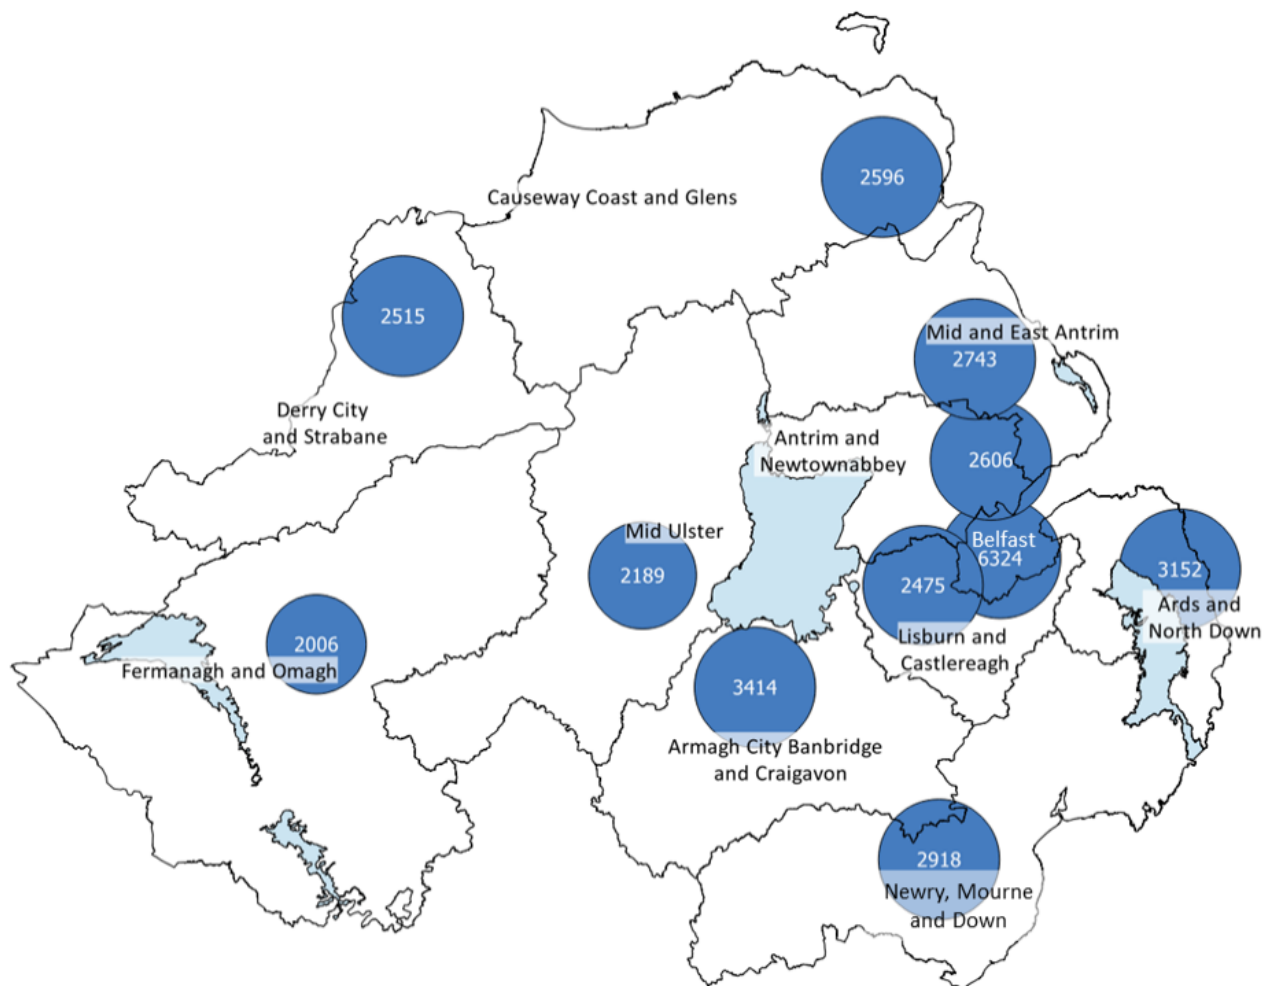 2596
Causeway Coast and Glens
2515
Derry City
and Strabane
Mid and East Antrim
2743
Antrim and
Newtownabbey
2606
Mid Ulster
2189
Belfast
6324
2475
Lisburn and
Castlereagh
3152
Ards and
North Down
2006
Fermanagh and Omagh
3414
Armagh City Banbridge
and Craigavon
2918
Newry, Mourne
and Down